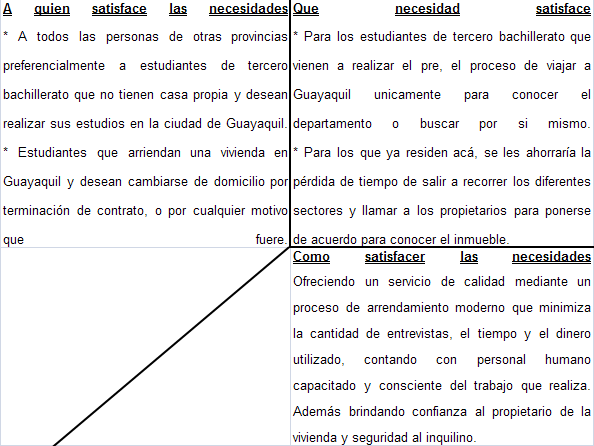 A quien satisface las necesidades
* A todos las personas de otras provincias
preferencialmente a estudiantes de tercero
bachillerato que no tienen casa propia y desean
realizar sus estudios en la ciudad de Guayaquil.
* Estudiantes que arriendan una vivienda en
Guayaquil y desean cambiarse de domicilio por
terminación de contrato, o por cualquier motivo
que fuere.
Que necesidad satisface
* Para los estudiantes de tercero bachillerato que
vienen a realizar el pre, el proceso de viajar a
Guayaquil unicamente para conocer el
departamento o buscar por si mismo.
* Para los que ya residen acá, se les ahorraría la
pérdida de tiempo de salir a recorrer los diferentes
sectores y llamar a los propietarios para ponerse
de acuerdo para conocer el inmueble.
Como satisfacer las necesidades
Ofreciendo un servicio de calidad mediante un
proceso de arrendamiento moderno que minimiza
la cantidad de entrevistas, el tiempo y el dinero
utilizado, contando con personal humano
capacitado y consciente del trabajo que realiza.
Además brindando confianza al propietario de la
vivienda y seguridad al inquilino.